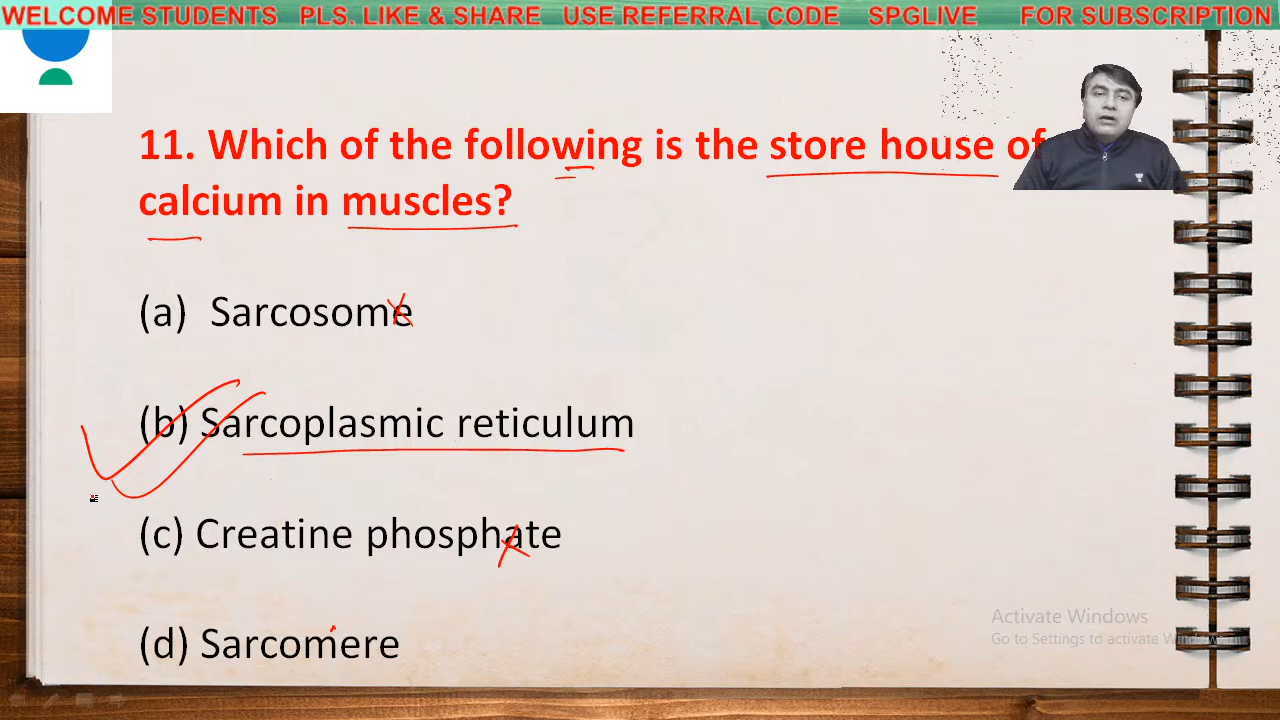 WELCOME STUDENTS PLS. LIKE & SHARE USE REFERRAL CODE SPGLIVE FOR SUBSCRIPTION
11. Which of the following is the store house of
calcium in muscles?
(a) Sarcosome
(b) Sarcoplasmic reticulum
(c) Creatine phosphate
(d) Sarcomere
Activate Windows
Go to Settings to activate Windows.